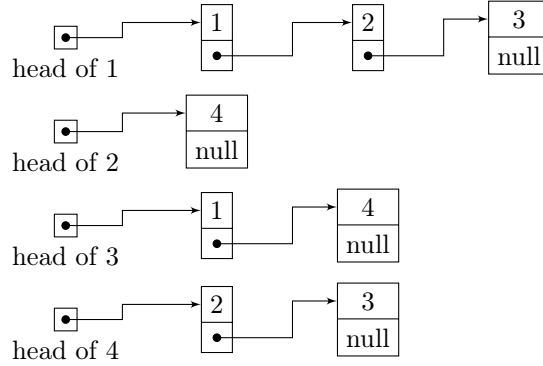 1 2 3
null
head of 1
4
null
head of 2
1 4
null
head of 3
2 3
null
head of 4